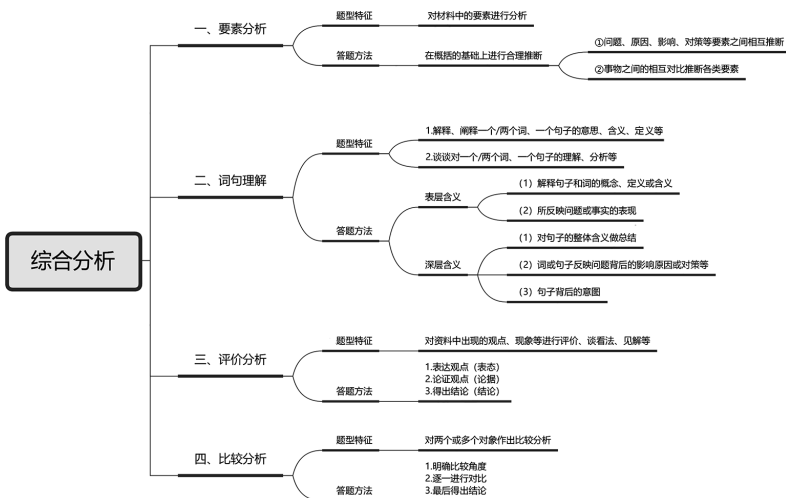 综合分析
一、要素分析
题型特征
对材料中的要素进行分析
答题方法
在概括的基础上进行合理推断
①问题、原因、影响、对策等要素之间相互推断
②事物之间的相互对比推断各类要素
二、词句理解
题型特征
1.解释、阐释一个/两个词、一个句子的意思、含义、定义等
2.谈谈对一个/两个词、一个句子的理解、分析等
答题方法
表层含义
（1）解释句子和词的概念、定义或含义
（2）所反映问题或事实的表现
深层含义
（1）对句子的整体含义做总结
（2）词或句子反映问题背后的影响原因或对策等
（3）句子背后的意图
三、评价分析
题型特征
对资料中出现的观点、现象等进行评价、谈看法、见解等
答题方法
1.表达观点（表态）
2.论证观点（论据）
3.得出结论（结论）
四、比较分析
题型特征
对两个或多个对象作出比较分析
答题方法
1.明确比较角度
2.逐一进行对比
3.最后得出结论